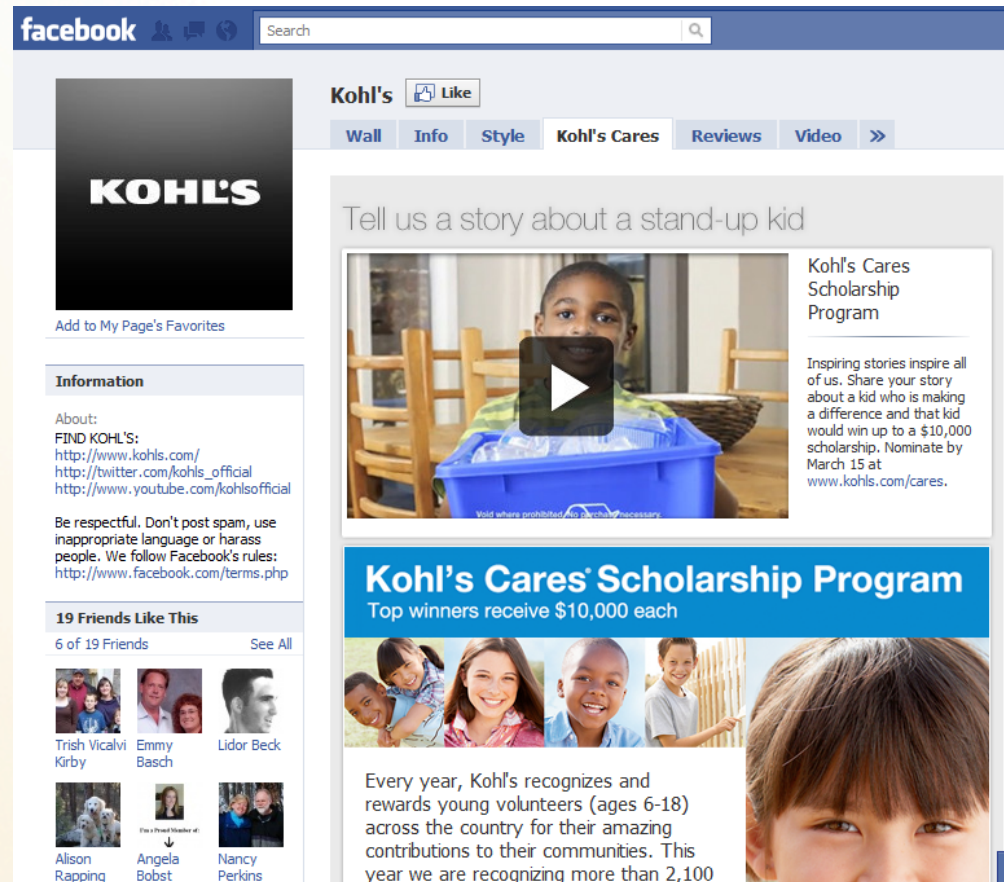 facebook
Search
KOHL'S
Add to My Page's Favorites
Information
About:
FIND KOHL'S:
http://www.kohls.com/
http://twitter.com/kohls_official
http://www.youtube.com/kohlsofficial
Be respectful. Don't post spam, use
inappropriate language or harass
people. We follow Facebook's rules:
http://www.facebook.com/terms.php
19 Friends Like This
6 of 19 Friends See All
Trish Vicalvi Kirby
Emmy Basch
Lidor Beck
I'm a Proud Member of:
Alison Rapping
Angela Bobst
Nancy Perkins
Kohl's Like
Wall Info Style Kohl's Cares Reviews Video »
Tell us a story about a stand-up kid
Void where prohibited. No purchase necessary.
Kohl's Cares
Scholarship
Program
Inspiring stories inspire all
of us. Share your story
about a kid who is making
a difference and that kid
would win up to a $10,000
scholarship. Nominate by
March 15 at
www.kohls.com/cares.
Kohl's Cares® Scholarship Program
Top winners receive $10,000 each
Every year, Kohl's recognizes and
rewards young volunteers (ages 6-18)
across the country for their amazing
contributions to their communities. This
year we are recognizing more than 2,100